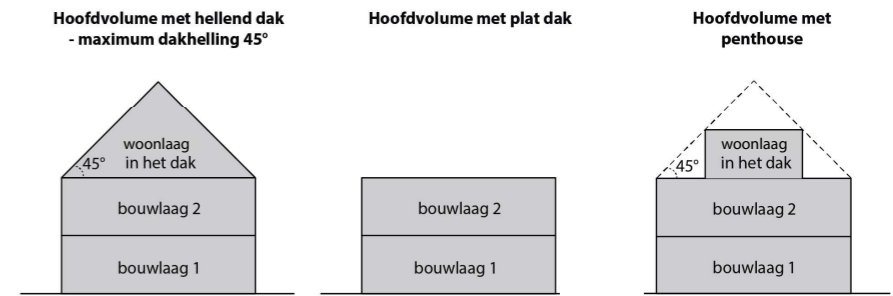 Hoofdvolume met hellend dak
- maximum dakhelling 45°
woonlaag
in het dak
45°
bouwlaag 2
bouwlaag 1
Hoofdvolume met plat dak
bouwlaag 2
bouwlaag 1
Hoofdvolume met
penthouse
woonlaag
in het dak
45°
bouwlaag 2
bouwlaag 1